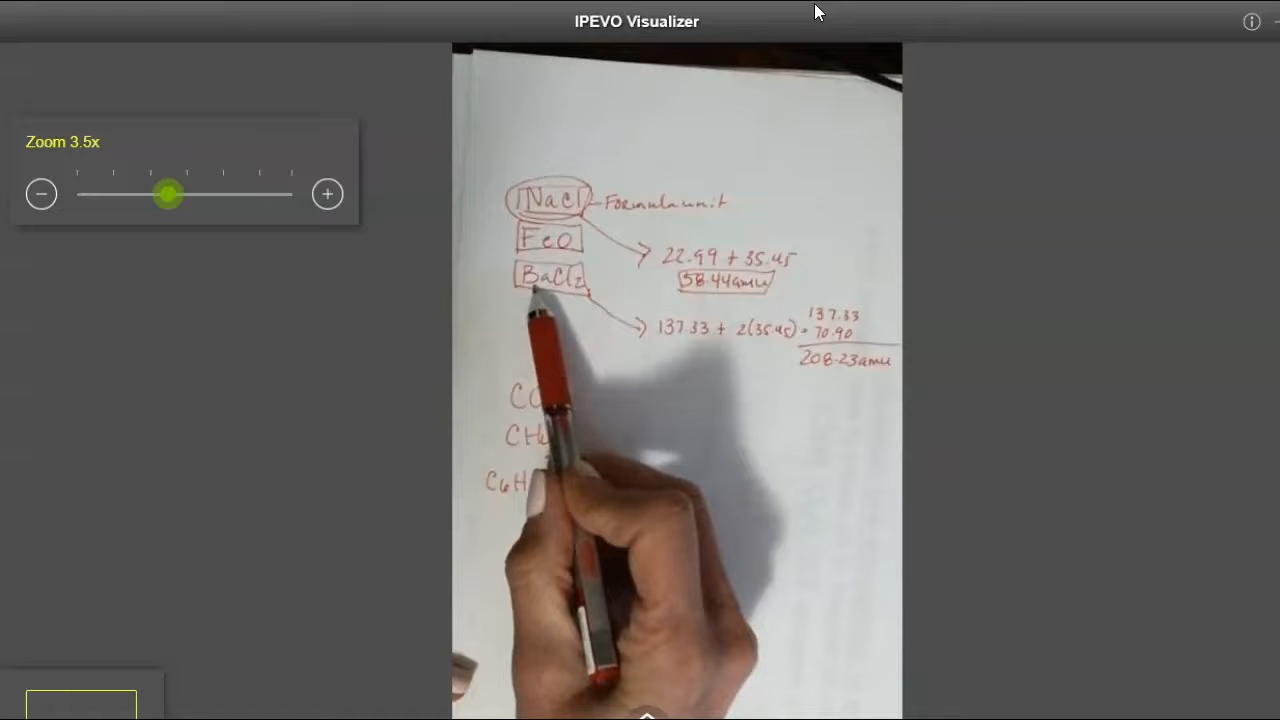 IPEVO Visualizer
Zoom 3.5x
NaCl - Formula unit
FeO
22.99 + 35.45
58.44amu
BaCl2
137.33 + 2(35.45) =
137.33
70.90
208.23amu
C
CH
C6H